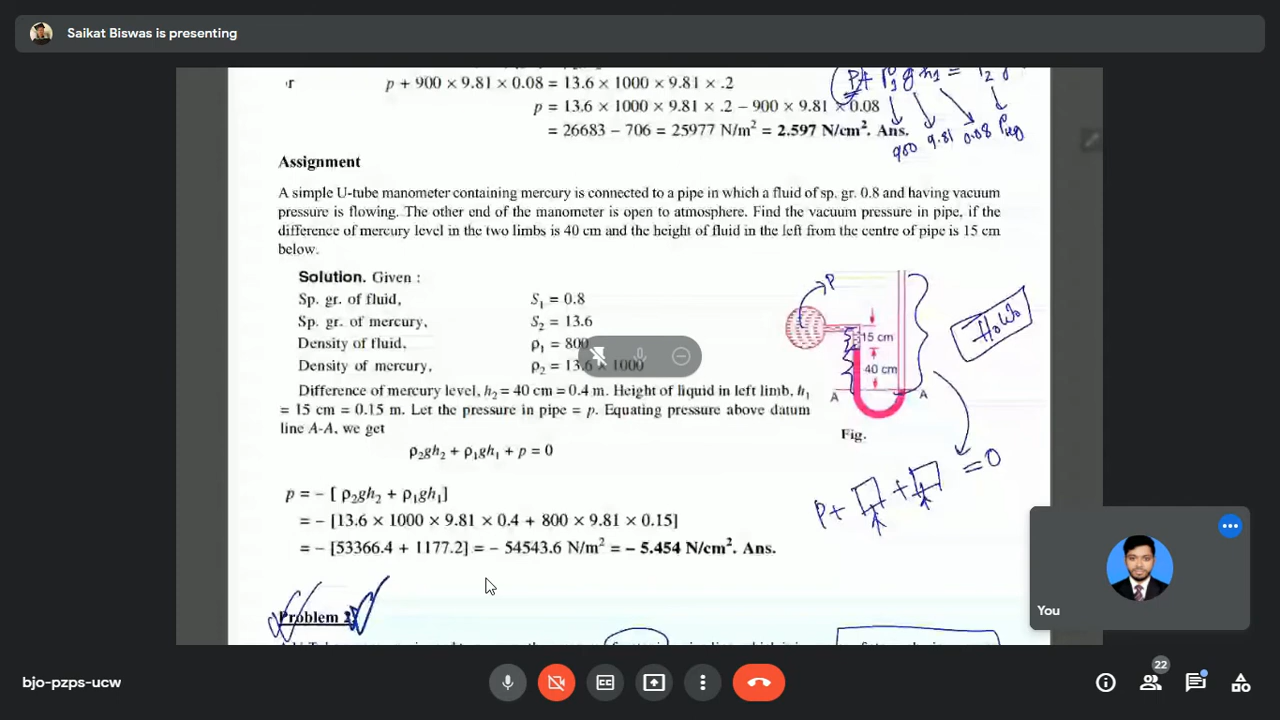 Saikat Biswas is presenting
r p + 900 × 9.81 × 0.08 = 13.6 × 1000 × 9.81 × .2
p = 13.6 × 1000 × 9.81 × .2 − 900 × 9.81 × 0.08
= 26683 − 706 = 25977 N/m² = 2.597 N/cm². Ans.
900 9.81 0.08
Assignment
A simple U-tube manometer containing mercury is connected to a pipe in which a fluid of sp. gr. 0.8 and having vacuum
pressure is flowing. The other end of the manometer is open to atmosphere. Find the vacuum pressure in pipe, if the
difference of mercury level in the two limbs is 40 cm and the height of fluid in the left from the centre of pipe is 15 cm
below.
Solution. Given :
Sp. gr. of fluid, S₁ = 0.8
Sp. gr. of mercury, S₂ = 13.6
Density of fluid, ρ₁ = 800
Density of mercury, ρ₂ = 13.6 × 1000
Difference of mercury level, h₂ = 40 cm = 0.4 m. Height of liquid in left limb, h₁
= 15 cm = 0.15 m. Let the pressure in pipe = p. Equating pressure above datum
line A-A, we get
ρ₂gh₂ + ρ₁gh₁ + p = 0
p = − [ ρ₂gh₂ + ρ₁gh₁]
= − [13.6 × 1000 × 9.81 × 0.4 + 800 × 9.81 × 0.15]
= − [53366.4 + 1177.2] = − 54543.6 N/m² = − 5.454 N/cm². Ans.
P
15 cm
40 cm
A A
Fig.
H.W.
P + + = 0
Problem 2
You
bjo-pzps-ucw
CC
22